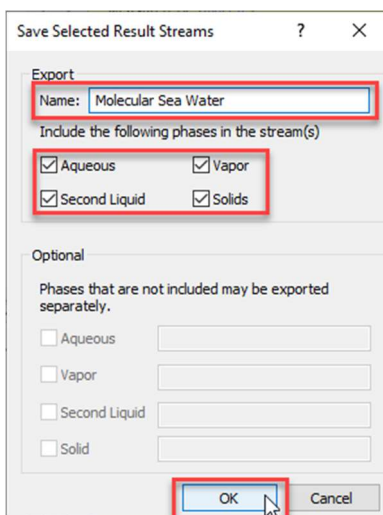 Save Selected Result Streams ? ×
Export
Name: Molecular Sea Water
Include the following phases in the stream(s)
Aqueous Vapor
Second Liquid Solids
Optional
Phases that are not included may be exported
separately.
Aqueous
Vapor
Second Liquid
Solid
OK Cancel